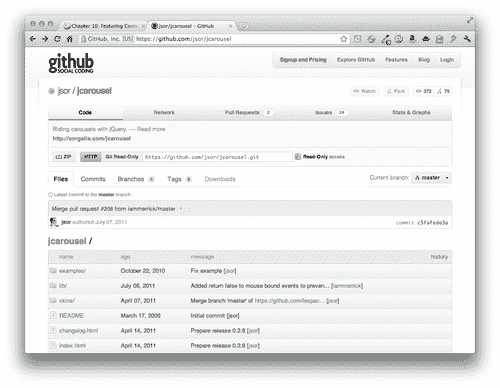 Chapter 10: Featuring Conte
jsor/jcarousel - GitHub
GitHub, Inc. [US] https://github.com/jsor/jcarousel
github
SOCIAL CODING
Signup and Pricing Explore GitHub Features Blog Login
jsor / jcarousel
Watch Fork 373 75
Code Network Pull Requests 2 Issues 24 Stats & Graphs
Riding carousels with jQuery. — Read more
http://sorgalla.com/jcarousel
ZIP HTTP Git Read-Only https://github.com/jsor/jcarousel.git Read-Only access
Files Commits Branches 4 Tags 8 Downloads Current branch: master
Latest commit to the master branch
Merge pull request #208 from iammerrick/master
jsor authored July 07, 2011 commit
jcarousel /
name age message history
examples/ October 22, 2010 Fix example [jsor]
lib/ July 06, 2011 Added return false to mouse bound events to preven... [iammerrick]
skins/ April 07, 2011 Merge branch 'master' of [jsor]
README March 17, 2009 Initial commit [jsor]
changelog.html April 14, 2011 Prepare release 0.2.8 [jsor]
index.html April 14, 2011 Prepare release 0.2.8 [jsor]